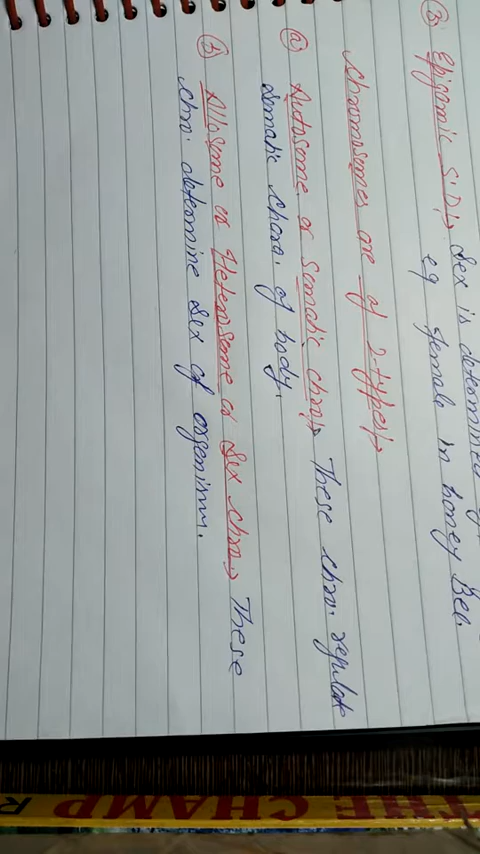 (3) Epigamic S.D.→ Sex is determined
eg female in honey Bee.
Chromosomes are of 2-types→
(a) Autosome or Somatic chro→ These chro. regulate
somatic chara. of body.
(b) Allosome or Heterosome or Sex chro→ These
chro. determine sex of organism.
THE CHAMP